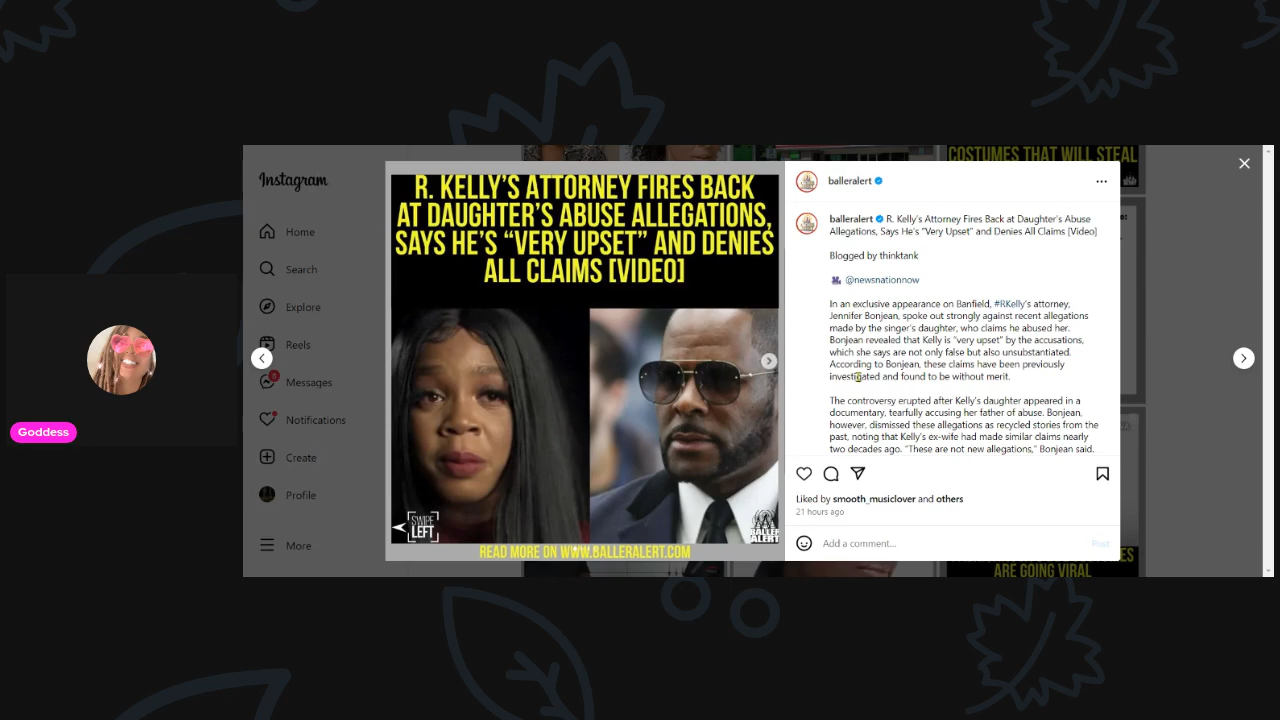 Goddess
Instagram
Home
Search
Explore
Reels
Messages
Notifications
Create
Profile
More
COSTUMES THAT WILL STEAL
R. KELLY'S ATTORNEY FIRES BACK
AT DAUGHTER'S ABUSE ALLEGATIONS,
SAYS HE'S "VERY UPSET" AND DENIES
ALL CLAIMS [VIDEO]
SWIPE
LEFT
BALLER
ALERT
READ MORE ON WWW.BALLERALERT.COM
balleralert
balleralert R. Kelly's Attorney Fires Back at Daughter's Abuse
Allegations, Says He's "Very Upset" and Denies All Claims [Video]
Blogged by thinktank
@newsnationnow
In an exclusive appearance on Banfield, #RKelly's attorney,
Jennifer Bonjean, spoke out strongly against recent allegations
made by the singer's daughter, who claims he abused her.
Bonjean revealed that Kelly is "very upset" by the accusations,
which she says are not only false but also unsubstantiated.
According to Bonjean, these claims have been previously
investigated and found to be without merit.
The controversy erupted after Kelly's daughter appeared in a
documentary, tearfully accusing her father of abuse. Bonjean,
however, dismissed these allegations as recycled stories from the
past, noting that Kelly's ex-wife had made similar claims nearly
two decades ago. "These are not new allegations," Bonjean said.
Liked by smooth_musiclover and others
21 hours ago
Add a comment...
Post
ARE GOING VIRAL